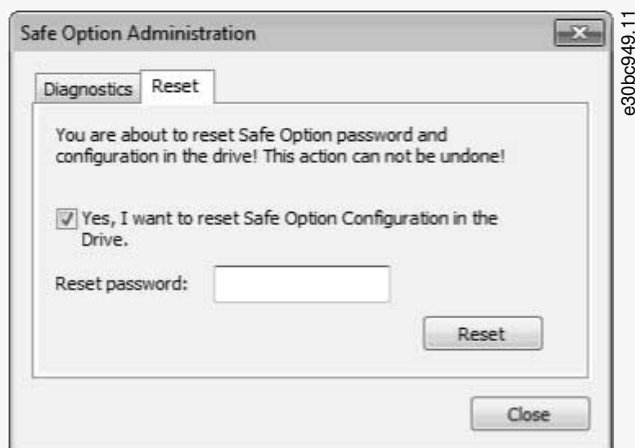 Safe Option Administration
Diagnostics Reset
You are about to reset Safe Option password and
configuration in the drive! This action can not be undone!
Yes, I want to reset Safe Option Configuration in the
Drive.
Reset password:
Reset
Close
e30bc949.11